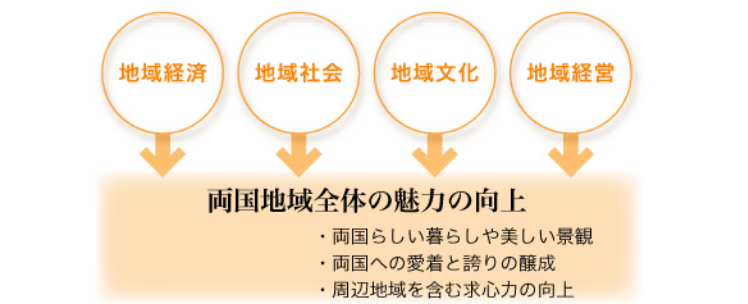 地域経済
地域社会
地域文化
地域経営
両国地域全体の魅力の向上
・両国らしい暮らしや美しい景観
・両国への愛着と誇りの醸成
・周辺地域を含む求心力の向上